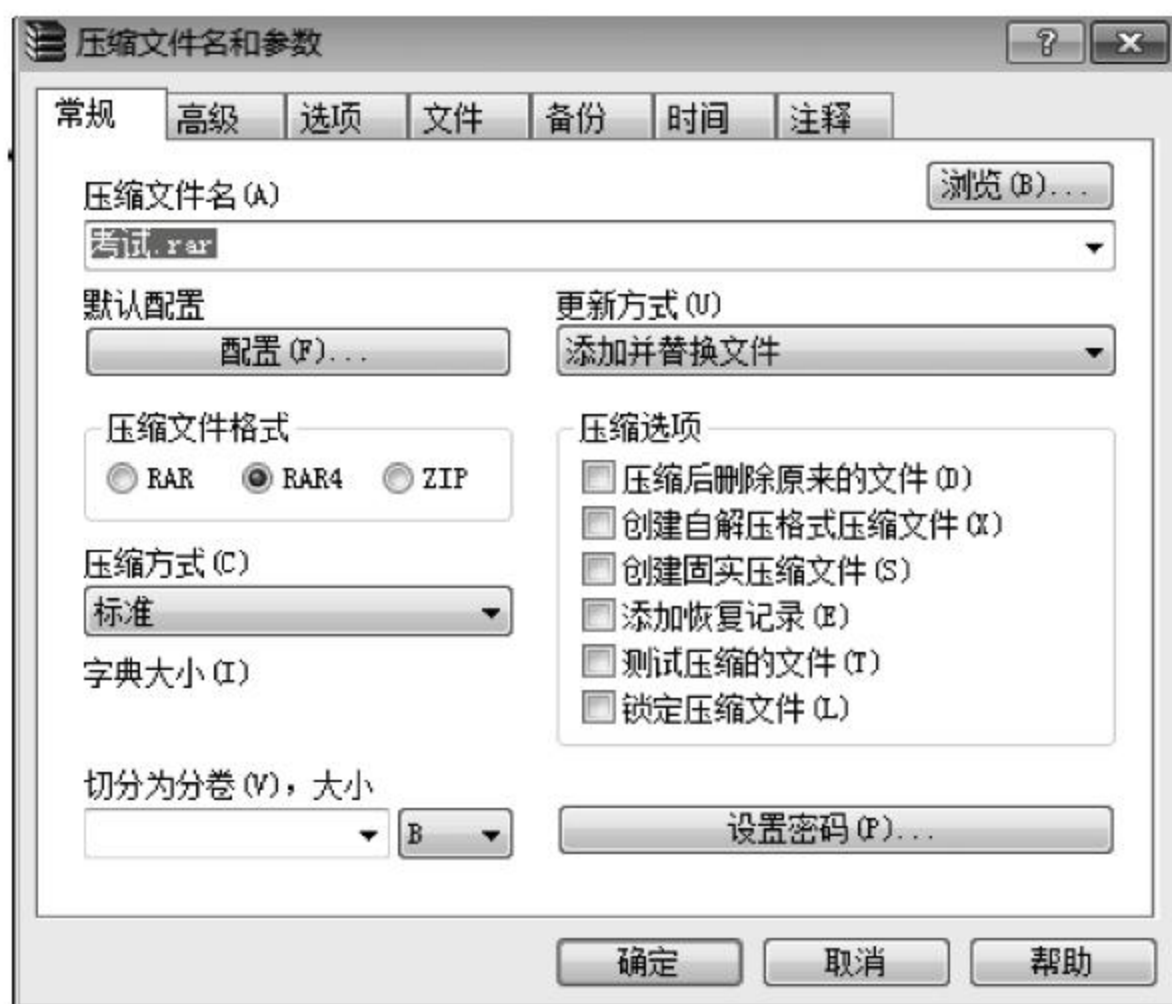 压缩文件名和参数
常规 高级 选项 文件 备份 时间 注释
压缩文件名(A) 浏览(B)...
考试.rar
默认配置 更新方式(U)
配置(F)... 添加并替换文件
压缩文件格式 压缩选项
RAR RAR4 ZIP 压缩后删除原来的文件(D)
创建自解压格式压缩文件(X)
压缩方式(C) 创建固实压缩文件(S)
标准 添加恢复记录(E)
字典大小(I) 测试压缩的文件(T)
锁定压缩文件(L)
切分为分卷(V)，大小
B 设置密码(P)...
确定 取消 帮助